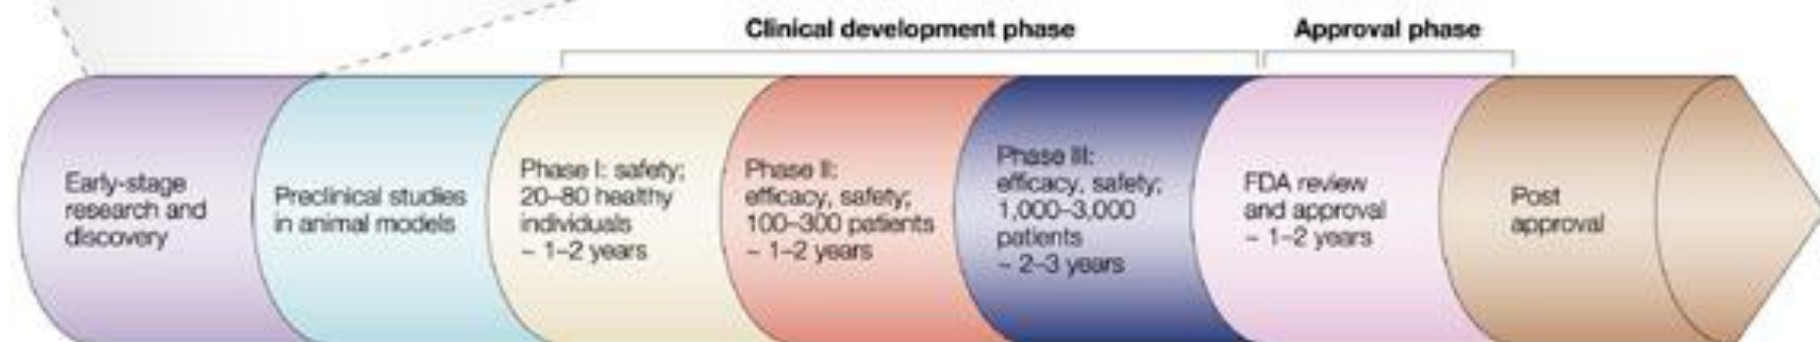 Clinical development phase
Approval phase
Early-stage
research and
discovery
Preclinical studies
in animal models
Phase I: safety;
20–80 healthy
individuals
~ 1–2 years
Phase II:
efficacy, safety;
100–300 patients
~ 1–2 years
Phase III:
efficacy, safety;
1,000–3,000
patients
~ 2–3 years
FDA review
and approval
~ 1–2 years
Post
approval